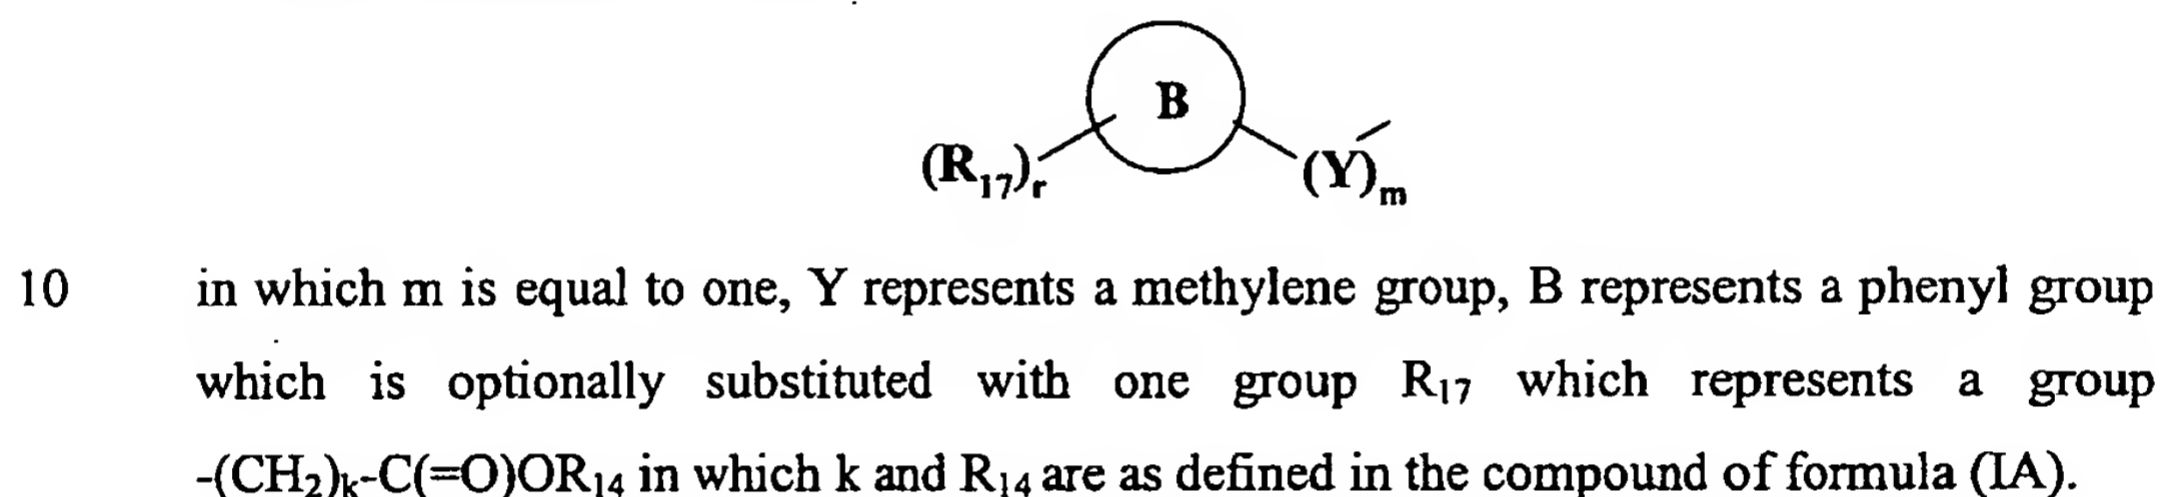 B
(R₁₇)ᵣ (Y)ₘ
10 in which m is equal to one, Y represents a methylene group, B represents a phenyl group
which is optionally substituted with one group R₁₇ which represents a group
-(CH₂)ₖ-C(=O)OR₁₄ in which k and R₁₄ are as defined in the compound of formula (IA).